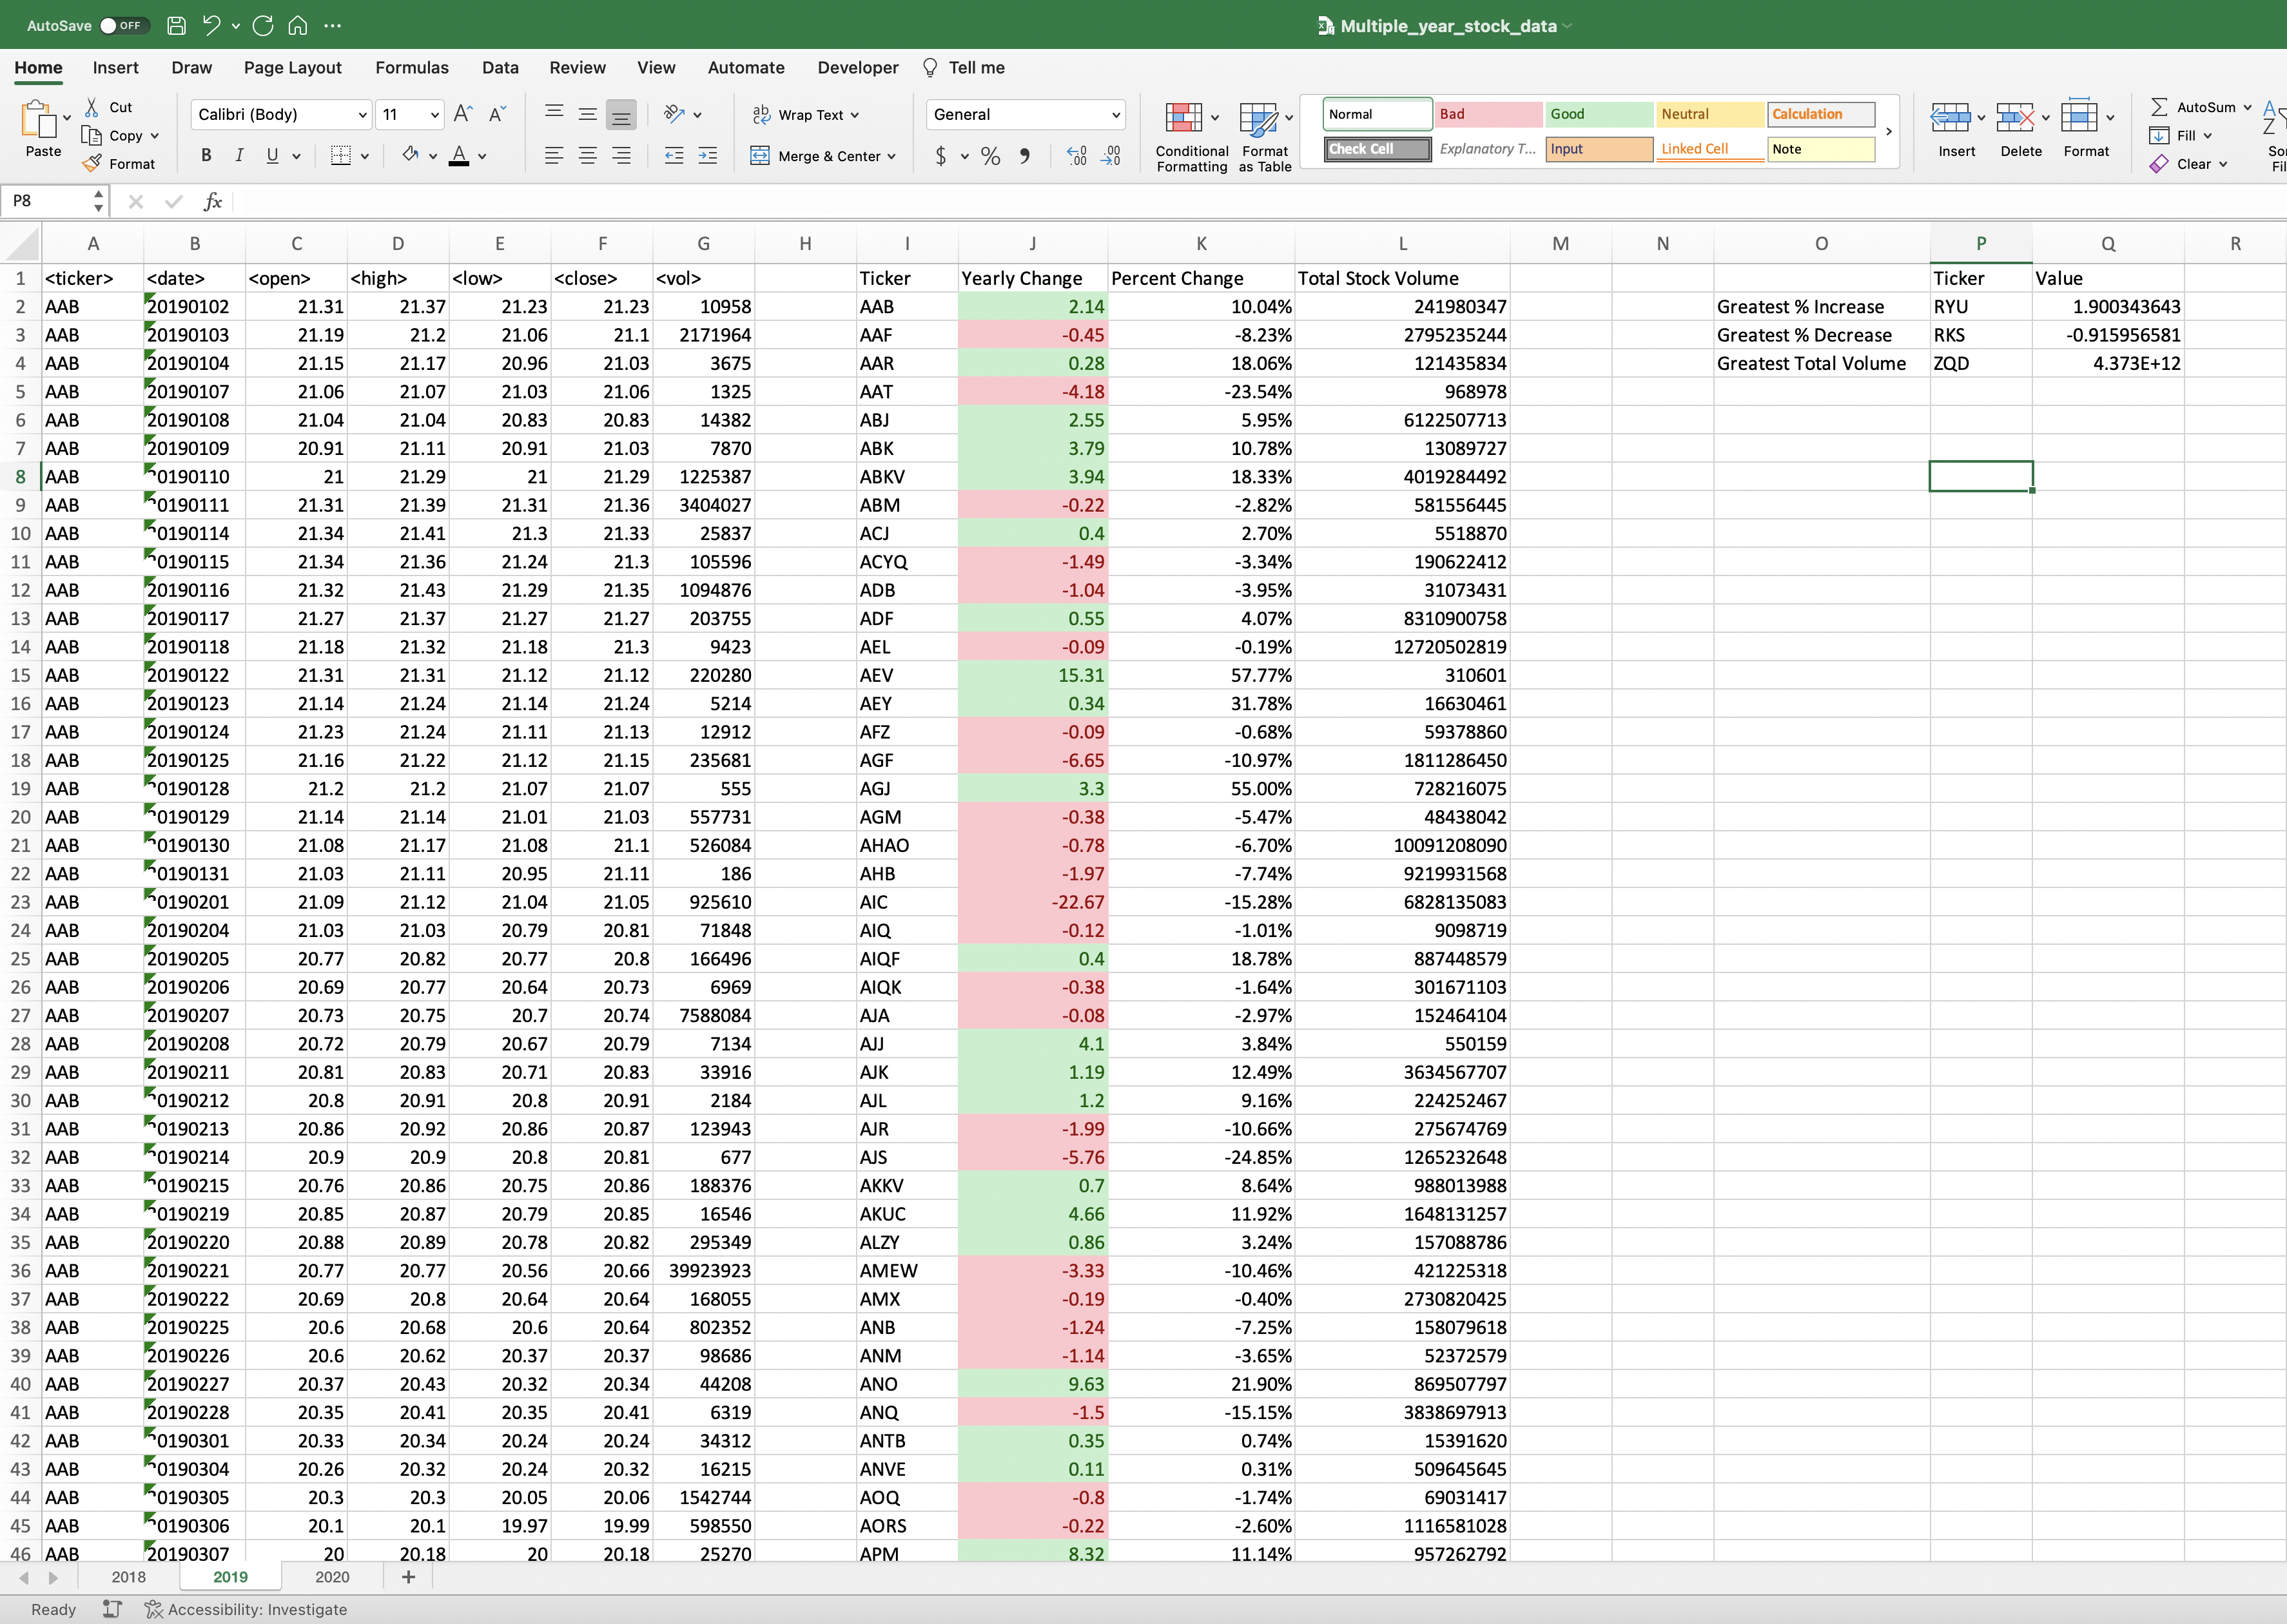 AutoSave OFF Multiple_year_stock_data
Home Insert Draw Page Layout Formulas Data Review View Automate Developer Tell me
Paste Cut Copy Format Calibri (Body) 11 Wrap Text Merge & Center General Conditional Formatting Format as Table Normal Bad Good Neutral Calculation Check Cell Explanatory T... Input Linked Cell Note Insert Delete Format AutoSum Fill Clear
P8 fx
A B C D E F G H I J K L M N O P Q R
1 <ticker> <date> <open> <high> <low> <close> <vol> Ticker Yearly Change Percent Change Total Stock Volume Ticker Value
2 AAB 20190102 21.31 21.37 21.23 21.23 10958 AAB 2.14 10.04% 241980347 Greatest % Increase RYU 1.900343643
3 AAB 20190103 21.19 21.2 21.06 21.1 2171964 AAF -0.45 -8.23% 2795235244 Greatest % Decrease RKS -0.915956581
4 AAB 20190104 21.15 21.17 20.96 21.03 3675 AAR 0.28 18.06% 121435834 Greatest Total Volume ZQD 4.373E+12
5 AAB 20190107 21.06 21.07 21.03 21.06 1325 AAT -4.18 -23.54% 968978
6 AAB 20190108 21.04 21.04 20.83 20.83 14382 ABJ 2.55 5.95% 6122507713
7 AAB 20190109 20.91 21.11 20.91 21.03 7870 ABK 3.79 10.78% 13089727
8 AAB 20190110 21 21.29 21 21.29 1225387 ABKV 3.94 18.33% 4019284492
9 AAB 20190111 21.31 21.39 21.31 21.36 3404027 ABM -0.22 -2.82% 581556445
10 AAB 20190114 21.34 21.41 21.3 21.33 25837 ACJ 0.4 2.70% 5518870
11 AAB 20190115 21.34 21.36 21.24 21.3 105596 ACYQ -1.49 -3.34% 190622412
12 AAB 20190116 21.32 21.43 21.29 21.35 1094876 ADB -1.04 -3.95% 31073431
13 AAB 20190117 21.27 21.37 21.27 21.27 203755 ADF 0.55 4.07% 8310900758
14 AAB 20190118 21.18 21.32 21.18 21.3 9423 AEL -0.09 -0.19% 12720502819
15 AAB 20190122 21.31 21.31 21.12 21.12 220280 AEV 15.31 57.77% 310601
16 AAB 20190123 21.14 21.24 21.14 21.24 5214 AEY 0.34 31.78% 16630461
17 AAB 20190124 21.23 21.24 21.11 21.13 12912 AFZ -0.09 -0.68% 59378860
18 AAB 20190125 21.16 21.22 21.12 21.15 235681 AGF -6.65 -10.97% 1811286450
19 AAB 20190128 21.2 21.2 21.07 21.07 555 AGJ 3.3 55.00% 728216075
20 AAB 20190129 21.14 21.14 21.01 21.03 557731 AGM -0.38 -5.47% 48438042
21 AAB 20190130 21.08 21.17 21.08 21.1 526084 AHAO -0.78 -6.70% 10091208090
22 AAB 20190131 21.03 21.11 20.95 21.11 186 AHB -1.97 -7.74% 9219931568
23 AAB 20190201 21.09 21.12 21.04 21.05 925610 AIC -22.67 -15.28% 6828135083
24 AAB 20190204 21.03 21.03 20.79 20.81 71848 AIQ -0.12 -1.01% 9098719
25 AAB 20190205 20.77 20.82 20.77 20.8 166496 AIQF 0.4 18.78% 887448579
26 AAB 20190206 20.69 20.77 20.64 20.73 6969 AIQK -0.38 -1.64% 301671103
27 AAB 20190207 20.73 20.75 20.7 20.74 7588084 AJA -0.08 -2.97% 152464104
28 AAB 20190208 20.72 20.79 20.67 20.79 7134 AJJ 4.1 3.84% 550159
29 AAB 20190211 20.81 20.83 20.71 20.83 33916 AJK 1.19 12.49% 3634567707
30 AAB 20190212 20.8 20.91 20.8 20.91 2184 AJL 1.2 9.16% 224252467
31 AAB 20190213 20.86 20.92 20.86 20.87 123943 AJR -1.99 -10.66% 275674769
32 AAB 20190214 20.9 20.9 20.8 20.81 677 AJS -5.76 -24.85% 1265232648
33 AAB 20190215 20.76 20.86 20.75 20.86 188376 AKKV 0.7 8.64% 988013988
34 AAB 20190219 20.85 20.87 20.79 20.85 16546 AKUC 4.66 11.92% 1648131257
35 AAB 20190220 20.88 20.89 20.78 20.82 295349 ALZY 0.86 3.24% 157088786
36 AAB 20190221 20.77 20.77 20.56 20.66 39923923 AMEW -3.33 -10.46% 421225318
37 AAB 20190222 20.69 20.8 20.64 20.64 168055 AMX -0.19 -0.40% 2730820425
38 AAB 20190225 20.6 20.68 20.6 20.64 802352 ANB -1.24 -7.25% 158079618
39 AAB 20190226 20.6 20.62 20.37 20.37 98686 ANM -1.14 -3.65% 52372579
40 AAB 20190227 20.37 20.43 20.32 20.34 44208 ANO 9.63 21.90% 869507797
41 AAB 20190228 20.35 20.41 20.35 20.41 6319 ANQ -1.5 -15.15% 3838697913
42 AAB 20190301 20.33 20.34 20.24 20.24 34312 ANTB 0.35 0.74% 15391620
43 AAB 20190304 20.26 20.32 20.24 20.32 16215 ANVE 0.11 0.31% 509645645
44 AAB 20190305 20.3 20.3 20.05 20.06 1542744 AOQ -0.8 -1.74% 69031417
45 AAB 20190306 20.1 20.1 19.97 19.99 598550 AORS -0.22 -2.60% 1116581028
46 AAB 20190307 20 20.18 20 20.18 25270 APM 8.32 11.14% 957262792
2018 2019 2020 +
Ready Accessibility: Investigate